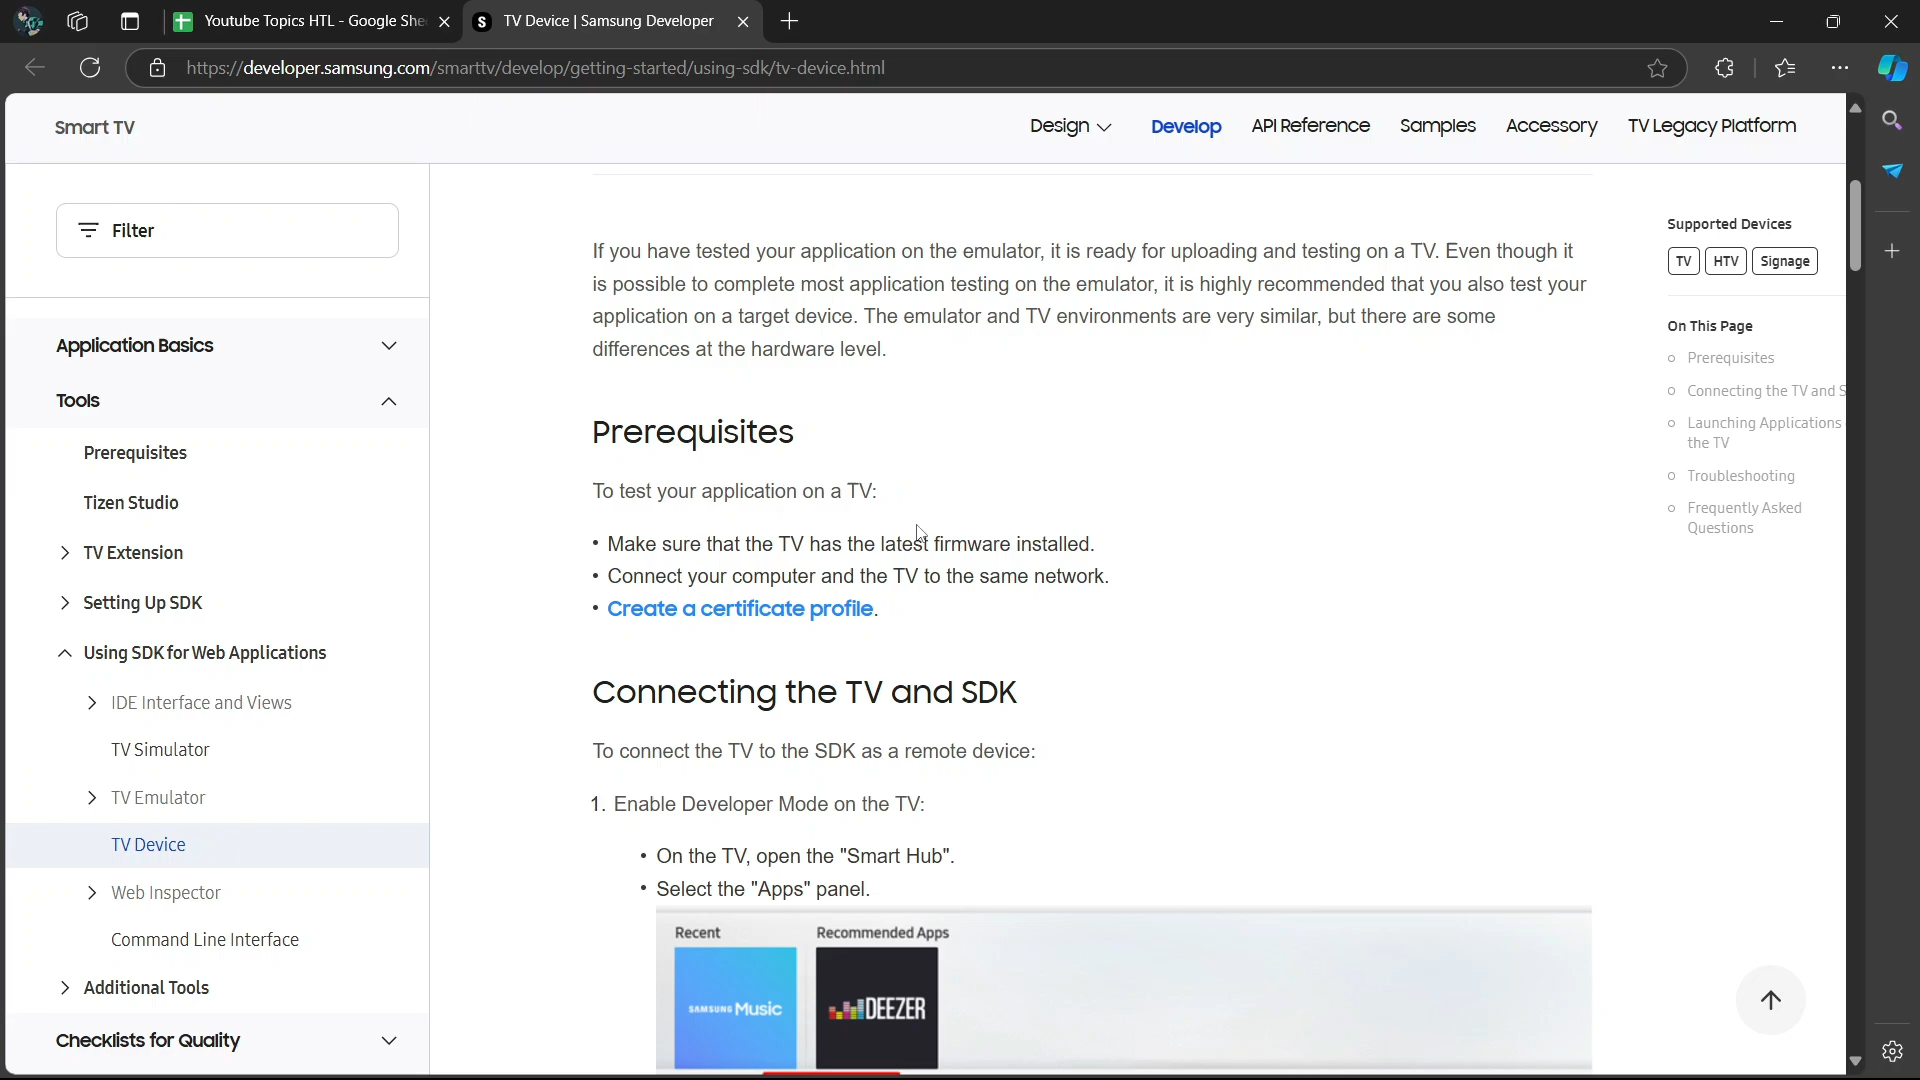 Youtube Topics HTL - Google She
TV Device | Samsung Developer
https://developer.samsung.com/smarttv/develop/getting-started/using-sdk/tv-device.html
Smart TV
Design
Develop
API Reference
Samples
Accessory
TV Legacy Platform
Filter
Application Basics
Tools
Prerequisites
Tizen Studio
TV Extension
Setting Up SDK
Using SDK for Web Applications
IDE Interface and Views
TV Simulator
TV Emulator
TV Device
Web Inspector
Command Line Interface
Additional Tools
Checklists for Quality
If you have tested your application on the emulator, it is ready for uploading and testing on a TV. Even though it
is possible to complete most application testing on the emulator, it is highly recommended that you also test your
application on a target device. The emulator and TV environments are very similar, but there are some
differences at the hardware level.
Prerequisites
To test your application on a TV:
• Make sure that the TV has the latest firmware installed.
• Connect your computer and the TV to the same network.
• Create a certificate profile.
Connecting the TV and SDK
To connect the TV to the SDK as a remote device:
1. Enable Developer Mode on the TV:
• On the TV, open the "Smart Hub".
• Select the "Apps" panel.
Recent
Recommended Apps
SAMSUNG Music
DEEZER
Supported Devices
TV
HTV
Signage
On This Page
Prerequisites
Connecting the TV and S
Launching Applications
the TV
Troubleshooting
Frequently Asked
Questions